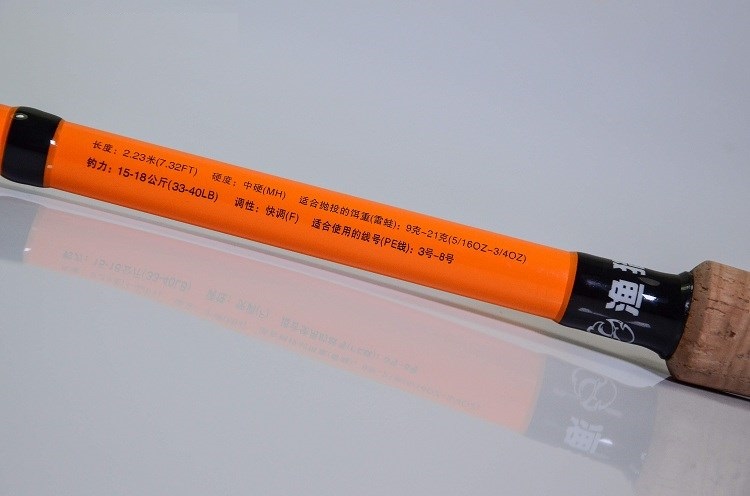 长度：2.23米(7.32FT) 硬度：中硬(MH) 适合抛投的饵重(雷蛙)：9克-21克(5/16OZ-3/4OZ)
钓力：15-18公斤(33-40LB) 调性：快调(F) 适合使用的线号(PE线)：3号-8号
渔